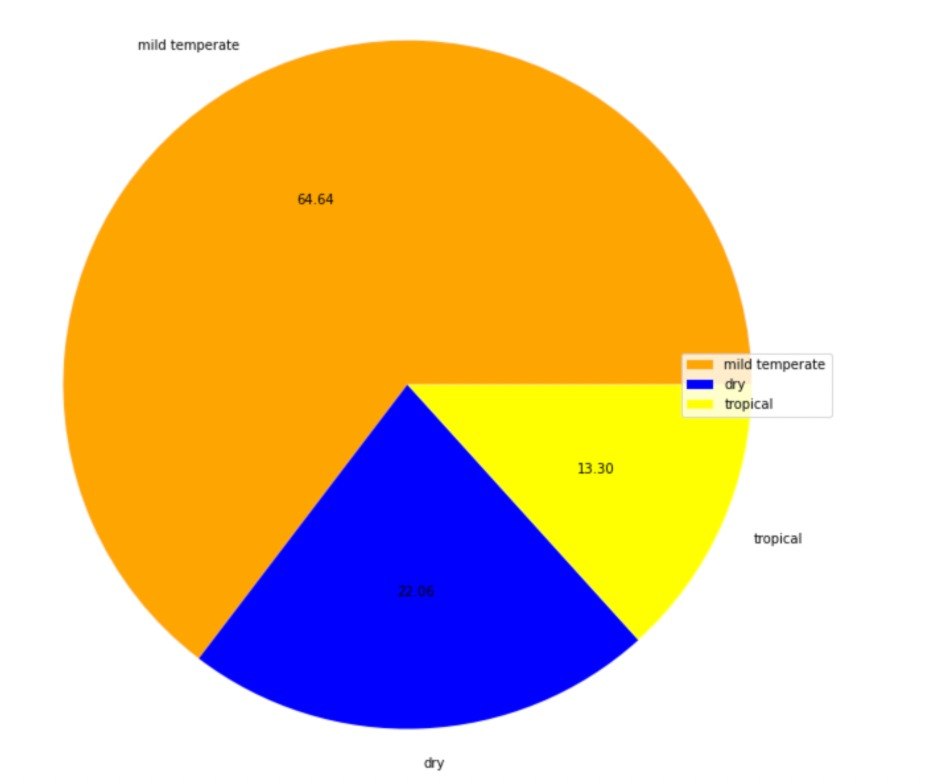 mild temperate
64.64
mild temperate
dry
tropical
13.30
tropical
22.06
dry